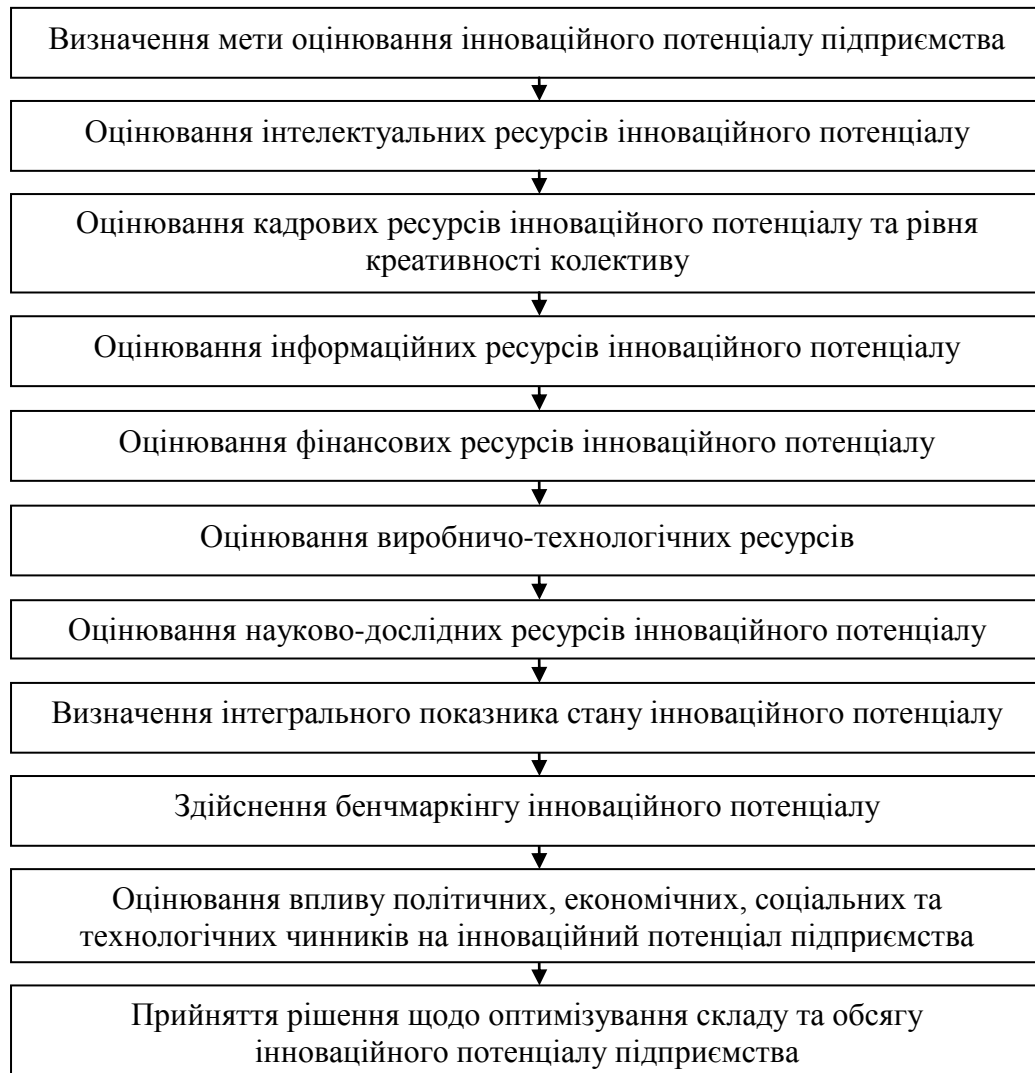 Визначення мети оцінювання інноваційного потенціалу підприємства
Оцінювання інтелектуальних ресурсів інноваційного потенціалу
Оцінювання кадрових ресурсів інноваційного потенціалу та рівня
креативності колективу
Оцінювання інформаційних ресурсів інноваційного потенціалу
Оцінювання фінансових ресурсів інноваційного потенціалу
Оцінювання виробничо-технологічних ресурсів
Оцінювання науково-дослідних ресурсів інноваційного потенціалу
Визначення інтегрального показника стану інноваційного потенціалу
Здійснення бенчмаркінгу інноваційного потенціалу
Оцінювання впливу політичних, економічних, соціальних та
технологічних чинників на інноваційний потенціал підприємства
Прийняття рішення щодо оптимізування складу та обсягу
інноваційного потенціалу підприємства